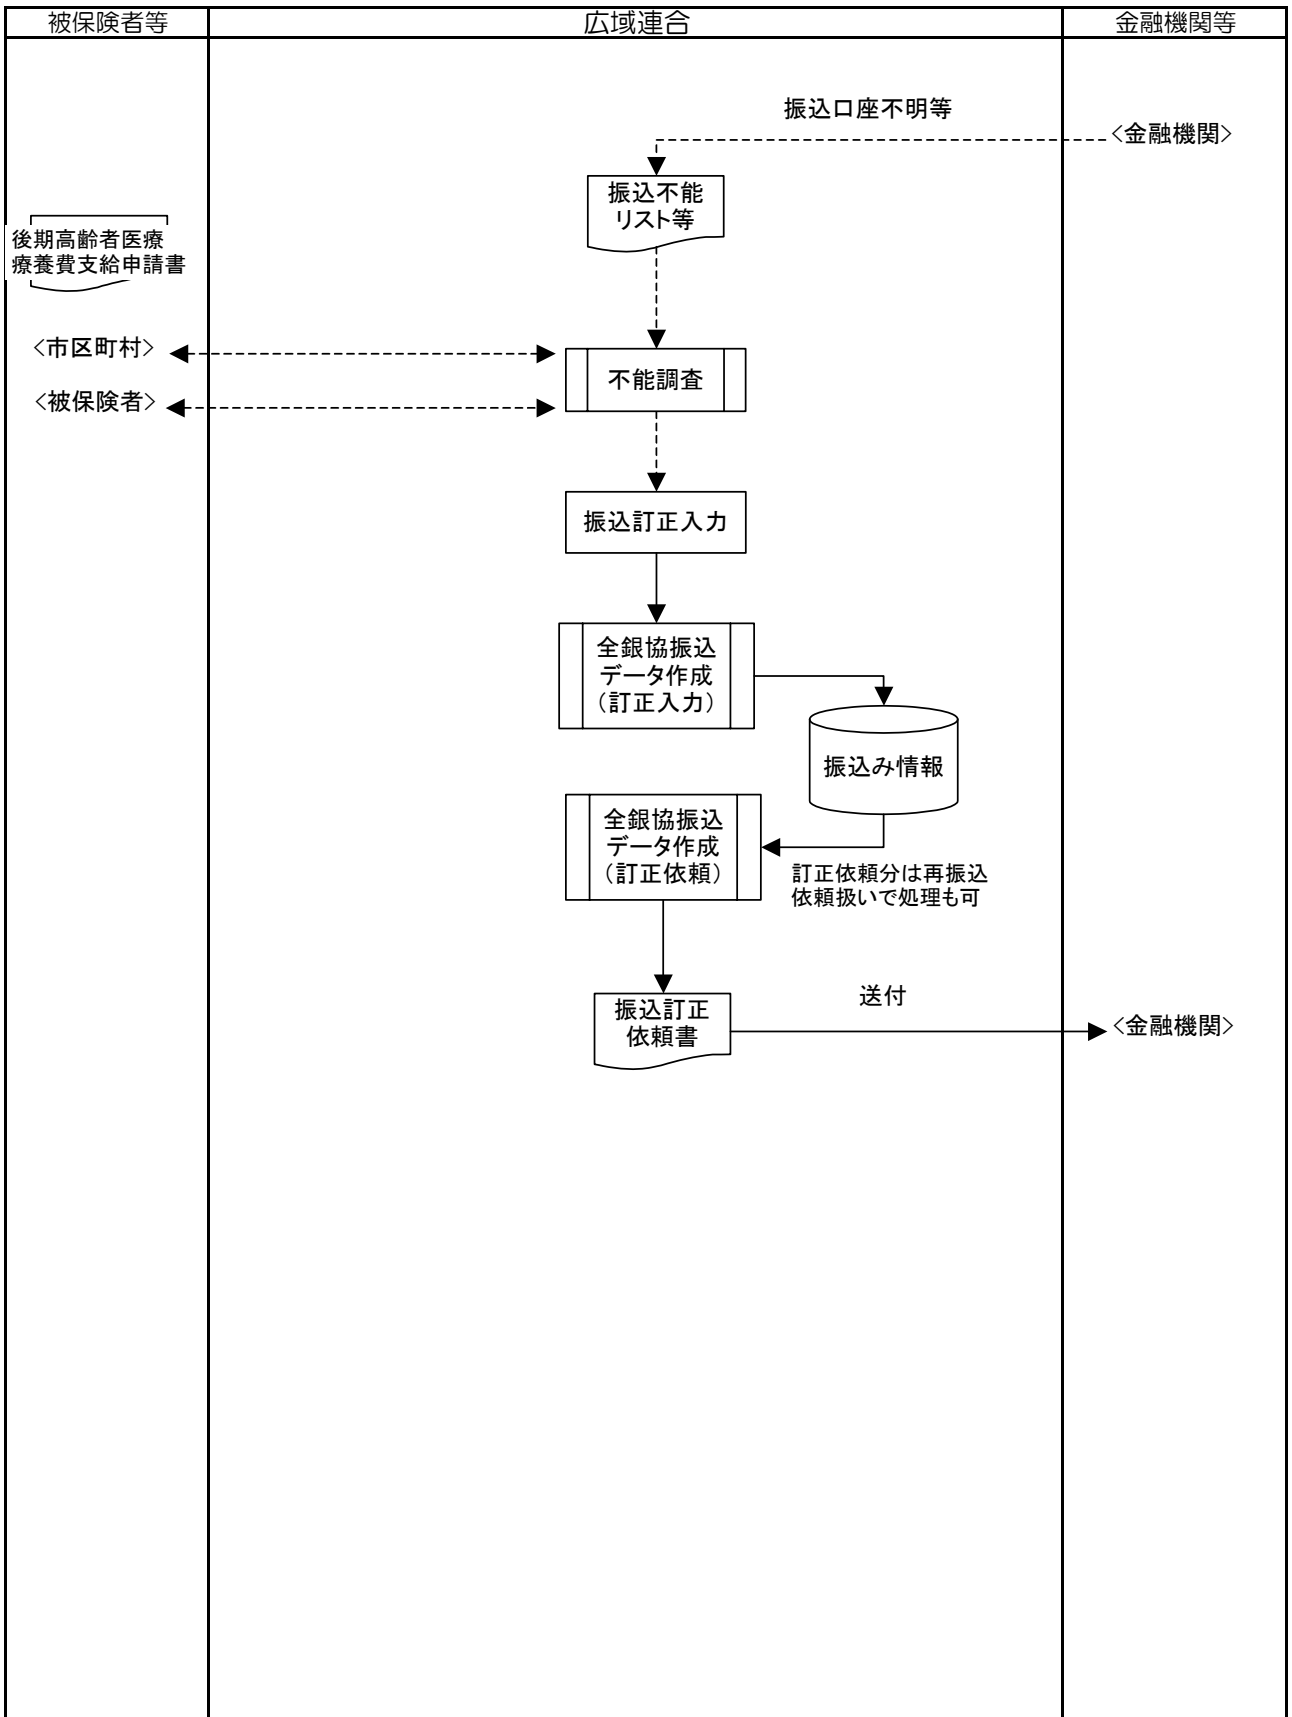 被保険者等
広域連合
金融機関等
振込口座不明等
<金融機関>
振込不能
リスト等
後期高齢者医療
療養費支給申請書
<市区町村>
<被保険者>
不能調査
振込訂正入力
全銀協振込
データ作成
（訂正入力）
振込み情報
全銀協振込
データ作成
（訂正依頼）
訂正依頼分は再振込
依頼扱いで処理も可
振込訂正
依頼書
送付
<金融機関>